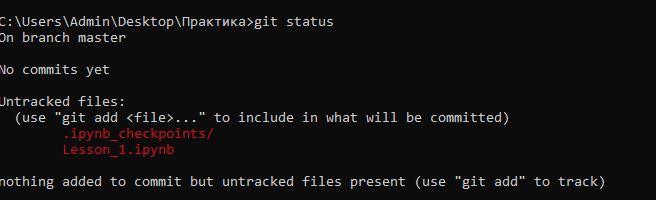 C:\Users\Admin\Desktop\Практика>git status
On branch master
No commits yet
Untracked files:
(use "git add <file>..." to include in what will be committed)
.ipynb_checkpoints/
Lesson_1.ipynb
nothing added to commit but untracked files present (use "git add" to track)